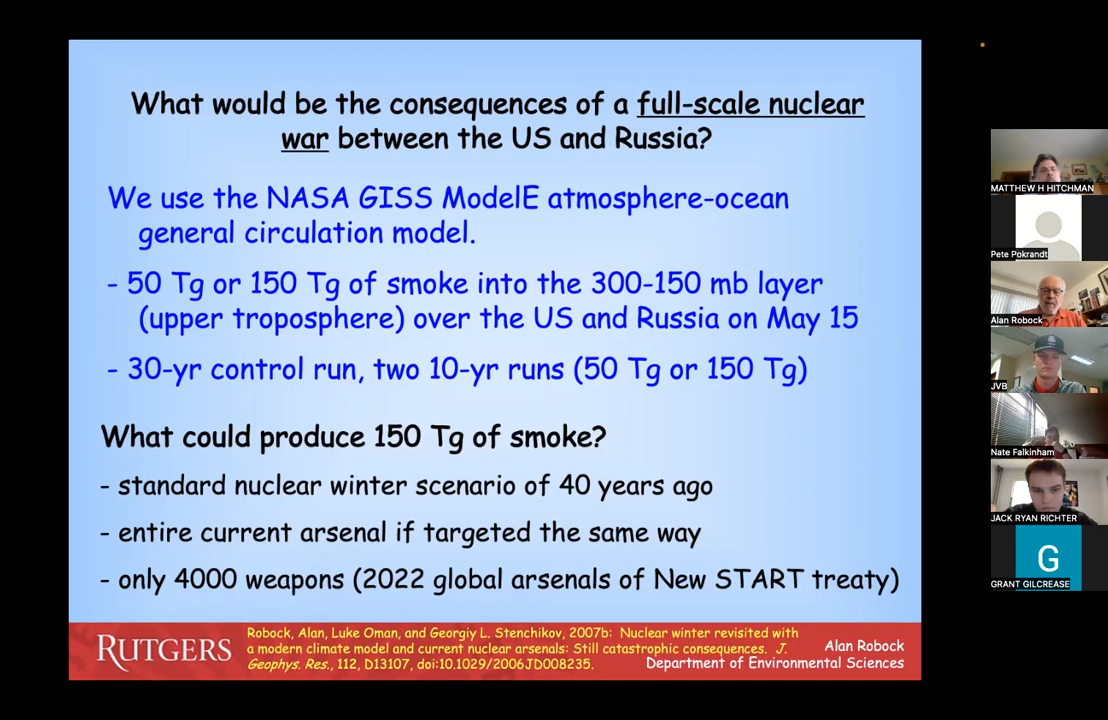 What would be the consequences of a full-scale nuclear
war between the US and Russia?
We use the NASA GISS ModelE atmosphere-ocean
general circulation model.
- 50 Tg or 150 Tg of smoke into the 300-150 mb layer
(upper troposphere) over the US and Russia on May 15
- 30-yr control run, two 10-yr runs (50 Tg or 150 Tg)
What could produce 150 Tg of smoke?
- standard nuclear winter scenario of 40 years ago
- entire current arsenal if targeted the same way
- only 4000 weapons (2022 global arsenals of New START treaty)
RUTGERS
Robock, Alan, Luke Oman, and Georgiy L. Stenchikov, 2007b: Nuclear winter revisited with
a modern climate model and current nuclear arsenals: Still catastrophic consequences. J.
Geophys. Res., 112, D13107, doi:10.1029/2006JD008235.
Alan Robock
Department of Environmental Sciences
MATTHEW H HITCHMAN
Pete Pokrandt
Alan Robock
JVB
Nate Falkinham
JACK RYAN RICHTER
G
GRANT GILCREASE